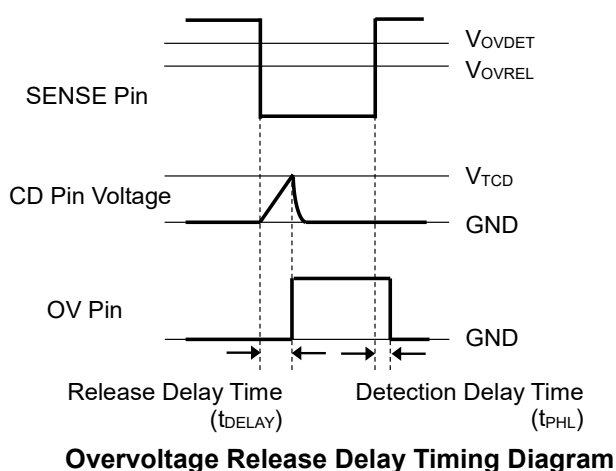 VOVDET
VOVREL
SENSE Pin
VTCD
CD Pin Voltage
GND
OV Pin
GND
Release Delay Time
(tDELAY)
Detection Delay Time
(tPHL)
Overvoltage Release Delay Timing Diagram